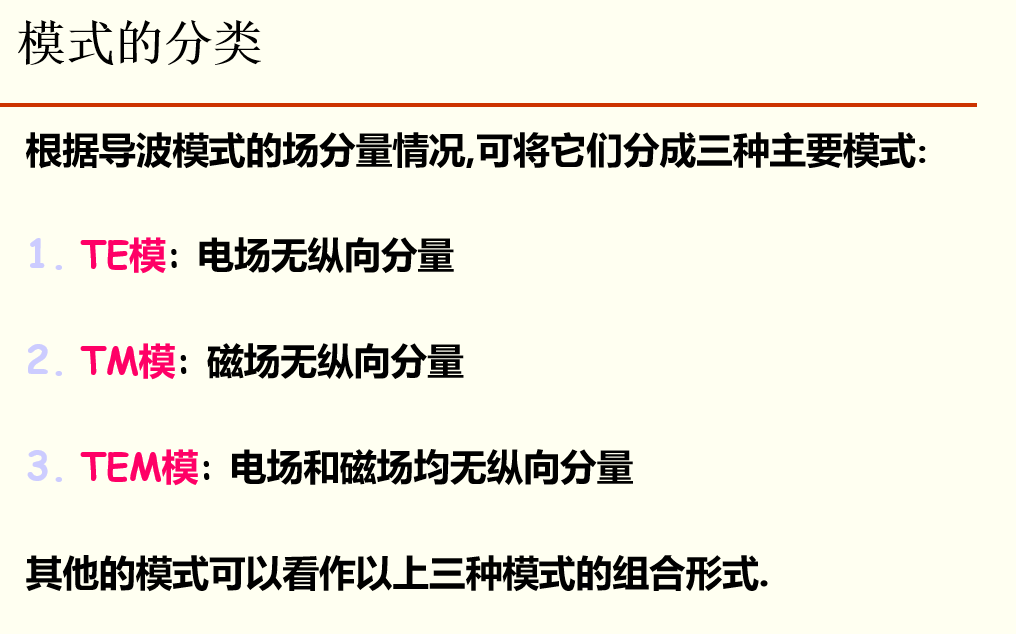 模式的分类
根据导波模式的场分量情况,可将它们分成三种主要模式:
1. TE模: 电场无纵向分量
2. TM模: 磁场无纵向分量
3. TEM模: 电场和磁场均无纵向分量
其他的模式可以看作以上三种模式的组合形式.